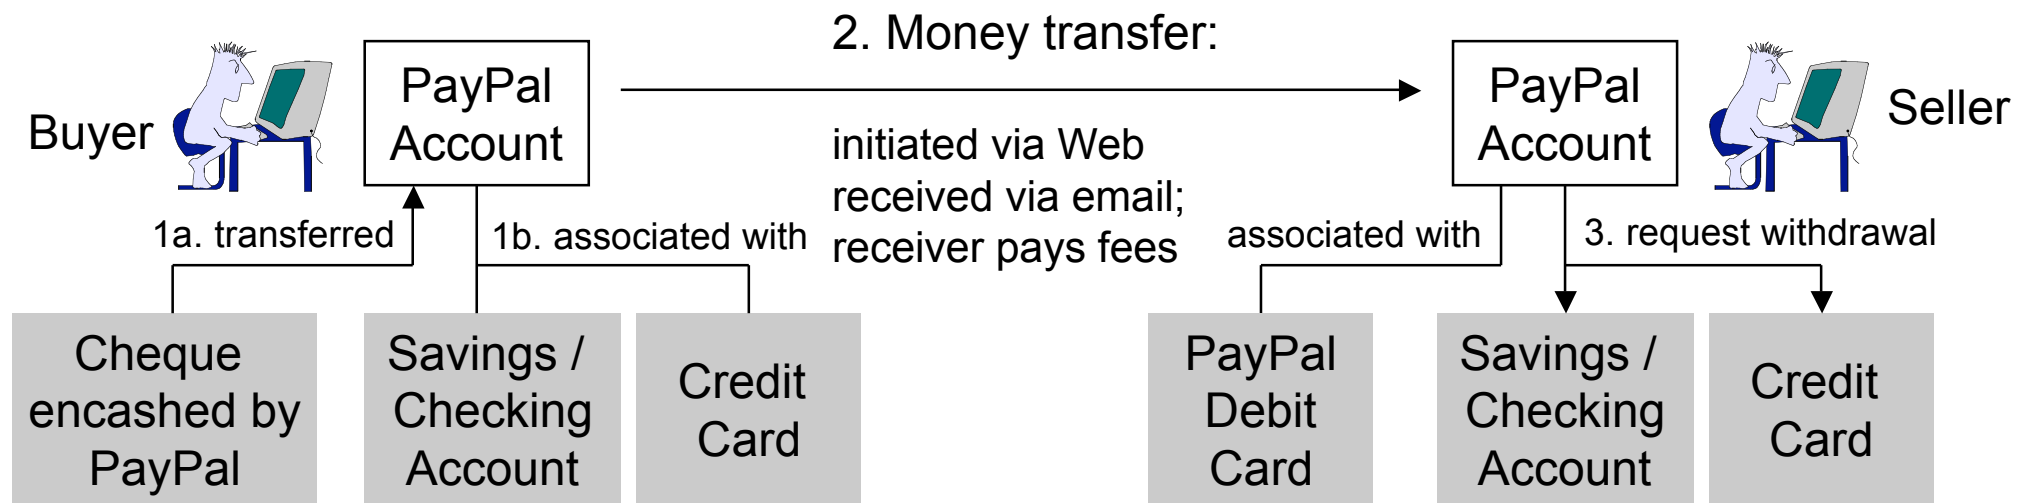 2. Money transfer:
Buyer
PayPal
Account
PayPal
Account
Seller
initiated via Web
received via email;
receiver pays fees
1a. transferred
1b. associated with
associated with
3. request withdrawal
Cheque
encashed by
PayPal
Savings /
Checking
Account
Credit
Card
PayPal
Debit
Card
Savings /
Checking
Account
Credit
Card